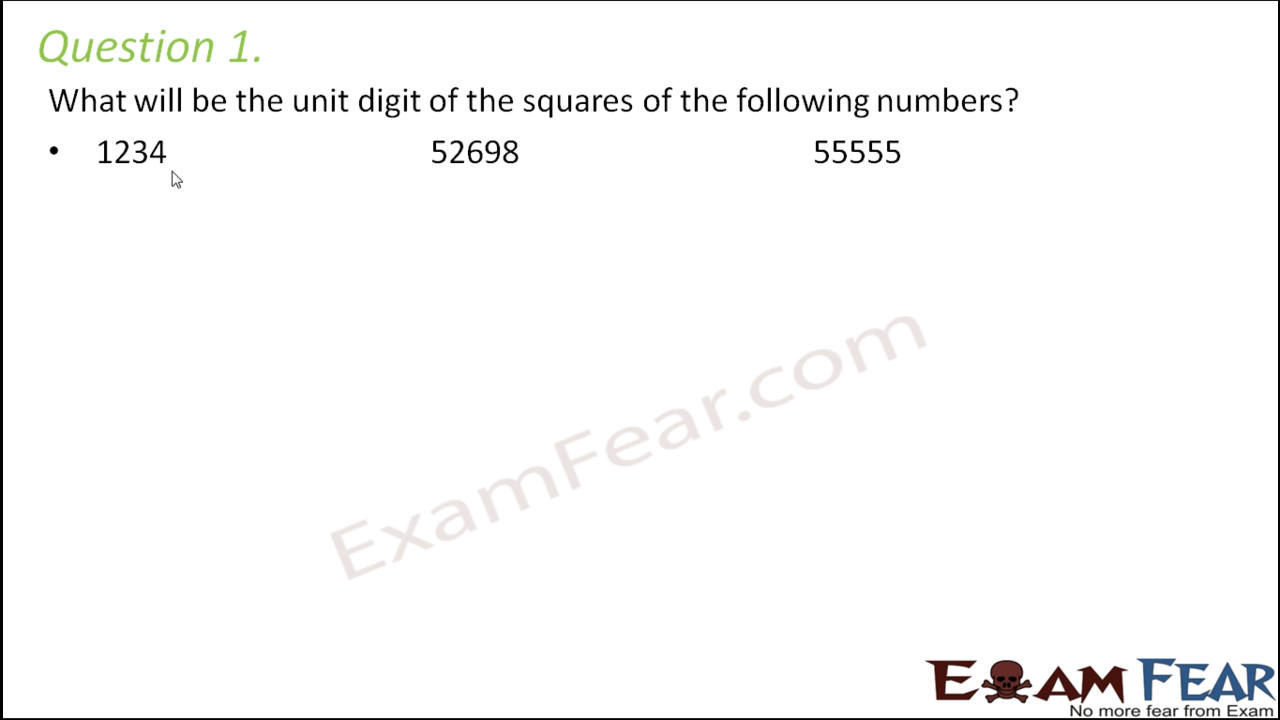 Question 1.
What will be the unit digit of the squares of the following numbers?
• 1234 52698 55555
ExamFear.com
EXAM FEAR
No more fear from Exam